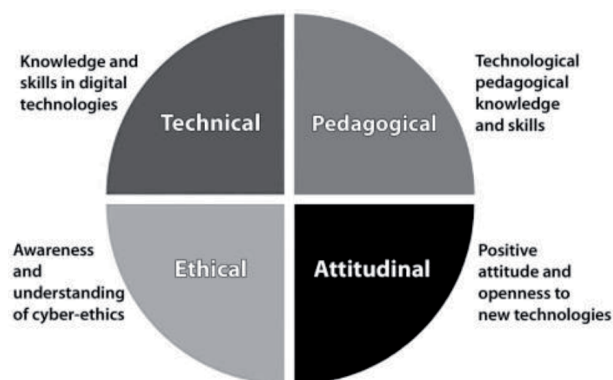 Knowledge and
skills in digital
technologies
Technical
Pedagogical
Technological
pedagogical
knowledge
and skills
Awareness
and
understanding
of cyber-ethics
Ethical
Attitudinal
Positive
attitude and
openness to
new technologies